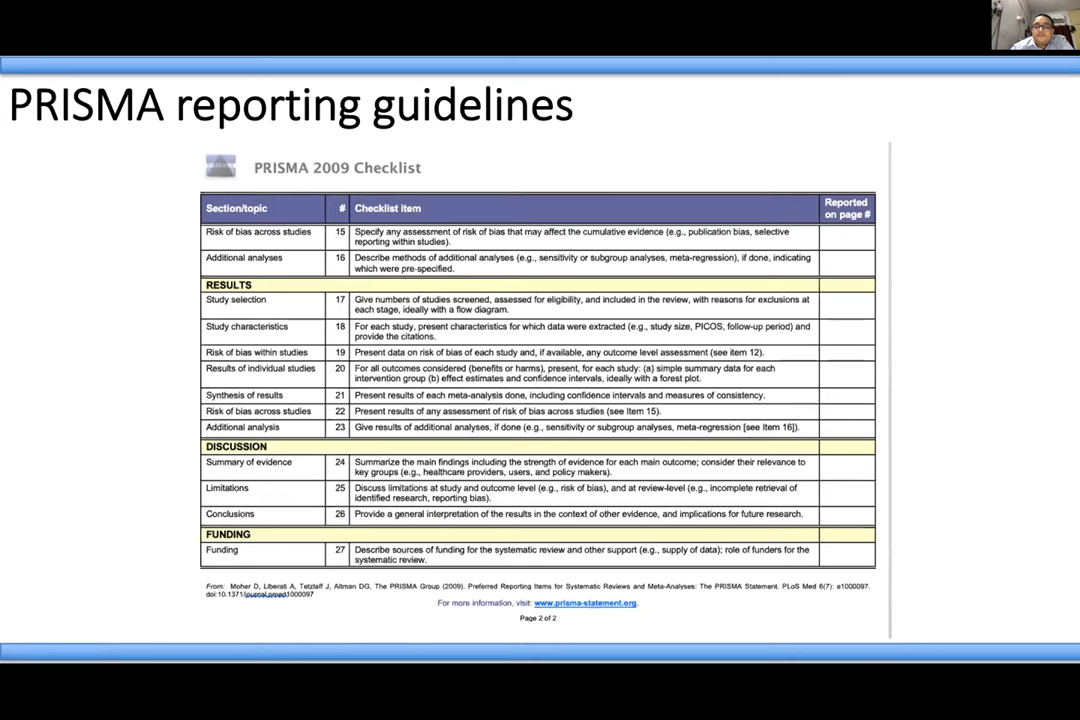 PRISMA reporting guidelines
PRISMA 2009 Checklist
Section/topic # Checklist item Reported on page #
Risk of bias across studies 15 Specify any assessment of risk of bias that may affect the cumulative evidence (e.g., publication bias, selective
reporting within studies).
Additional analyses 16 Describe methods of additional analyses (e.g., sensitivity or subgroup analyses, meta-regression), if done, indicating
which were pre-specified.
RESULTS
Study selection 17 Give numbers of studies screened, assessed for eligibility, and included in the review, with reasons for exclusions at
each stage, ideally with a flow diagram.
Study characteristics 18 For each study, present characteristics for which data were extracted (e.g., study size, PICOS, follow-up period) and
provide the citations.
Risk of bias within studies 19 Present data on risk of bias of each study and, if available, any outcome level assessment (see item 12).
Results of individual studies 20 For all outcomes considered (benefits or harms), present, for each study: (a) simple summary data for each
intervention group (b) effect estimates and confidence intervals, ideally with a forest plot.
Synthesis of results 21 Present results of each meta-analysis done, including confidence intervals and measures of consistency.
Risk of bias across studies 22 Present results of any assessment of risk of bias across studies (see Item 15).
Additional analysis 23 Give results of additional analyses, if done (e.g., sensitivity or subgroup analyses, meta-regression [see Item 16]).
DISCUSSION
Summary of evidence 24 Summarize the main findings including the strength of evidence for each main outcome; consider their relevance to
key groups (e.g., healthcare providers, users, and policy makers).
Limitations 25 Discuss limitations at study and outcome level (e.g., risk of bias), and at review-level (e.g., incomplete retrieval of
identified research, reporting bias).
Conclusions 26 Provide a general interpretation of the results in the context of other evidence, and implications for future research.
FUNDING
Funding 27 Describe sources of funding for the systematic review and other support (e.g., supply of data); role of funders for the
systematic review.
From: Moher D, Liberati A, Tetzlaff J, Altman DG, The PRISMA Group (2009). Preferred Reporting Items for Systematic Reviews and Meta-Analyses: The PRISMA Statement. PLoS Med 6(7): e1000097.
doi:10.1371/journal.pmed1000097
For more information, visit: www.prisma-statement.org.
Page 2 of 2